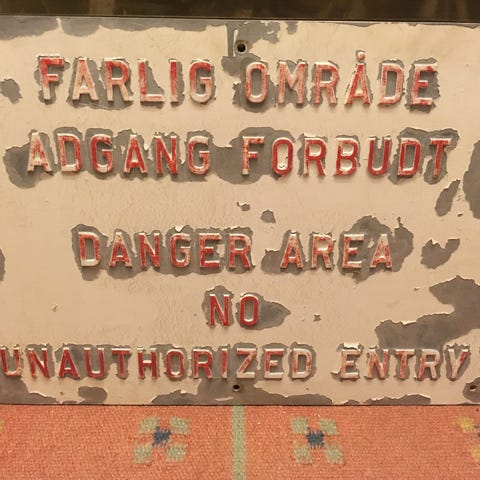 FARLIG OMRÅDE
ADGANG FORBUDT
DANGER AREA
NO
UNAUTHORIZED ENTRY